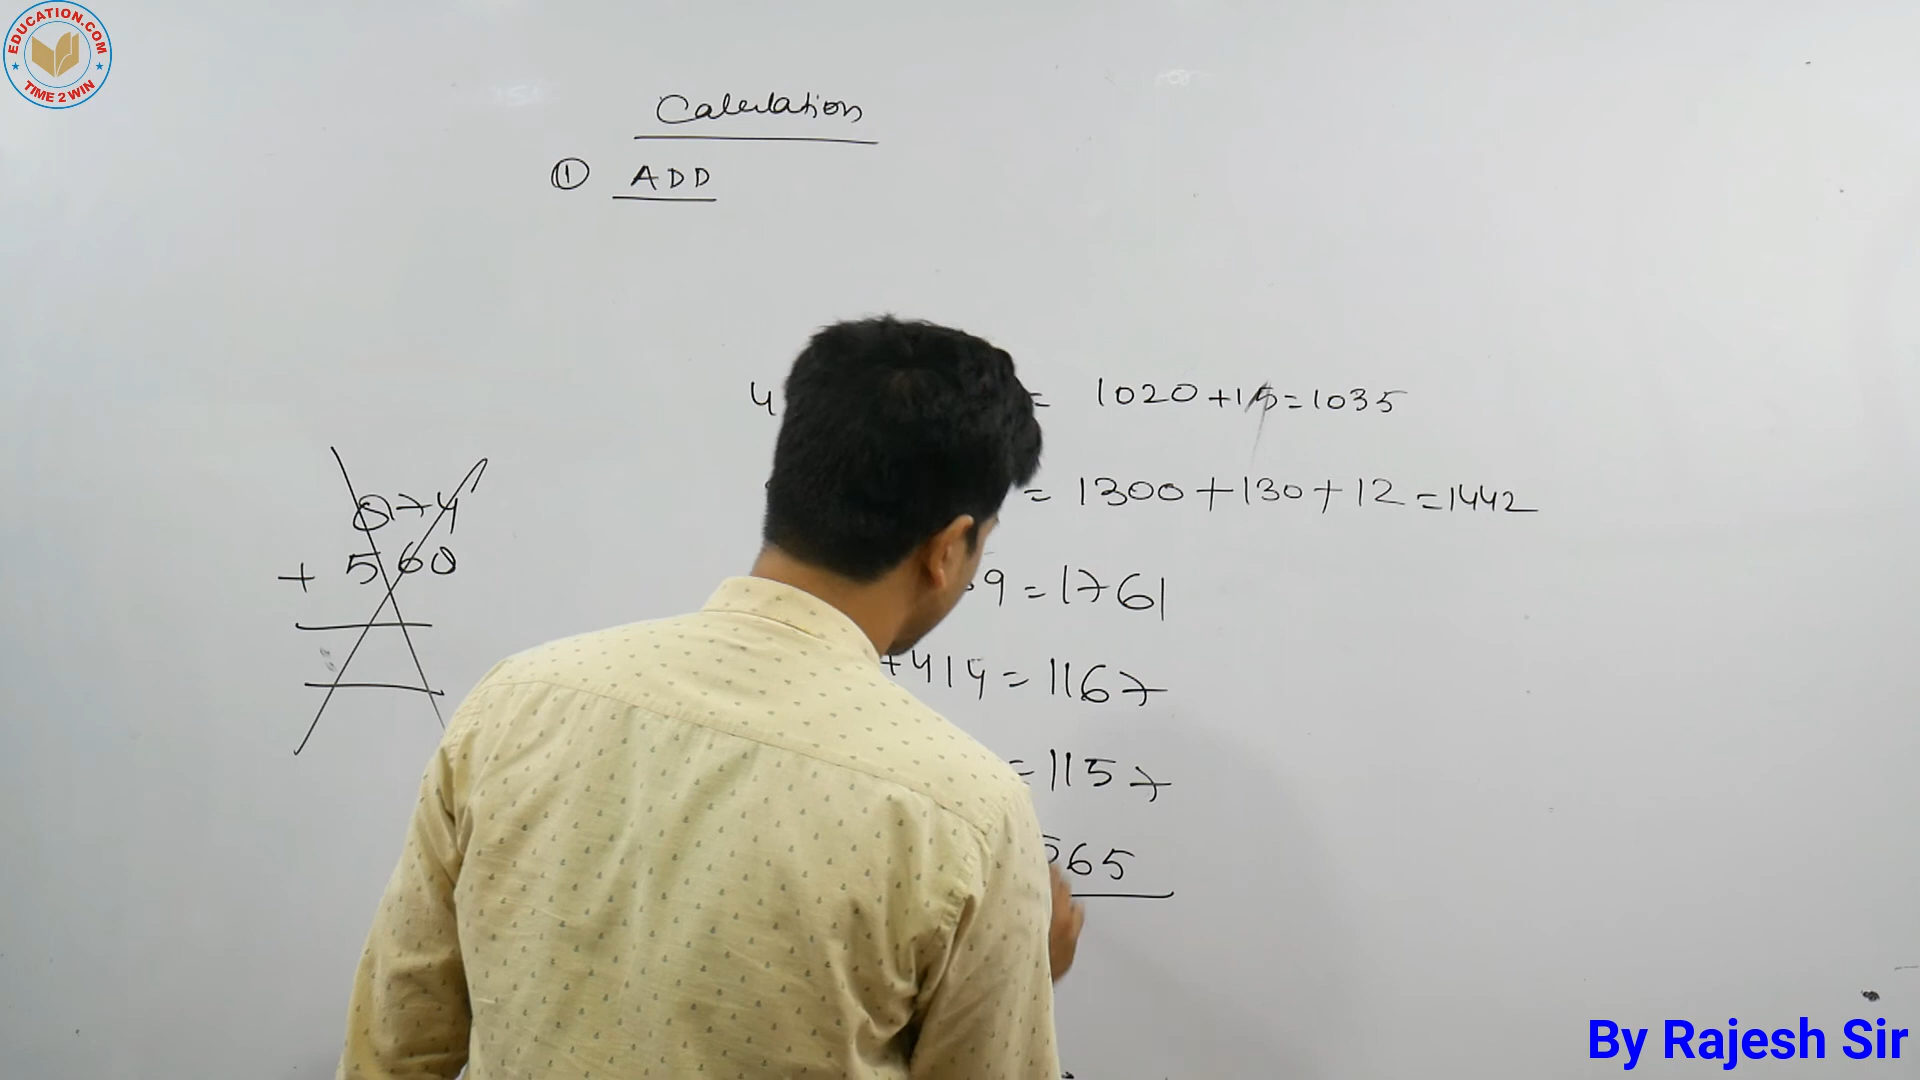 EDUCATION.COM
TIME 2 WIN
Calculation
① ADD
4 = 1020+15=1035
= 1300+130+12=1442
9=1761
+414=1167
=1157
565
874
+ 560
By Rajesh Sir